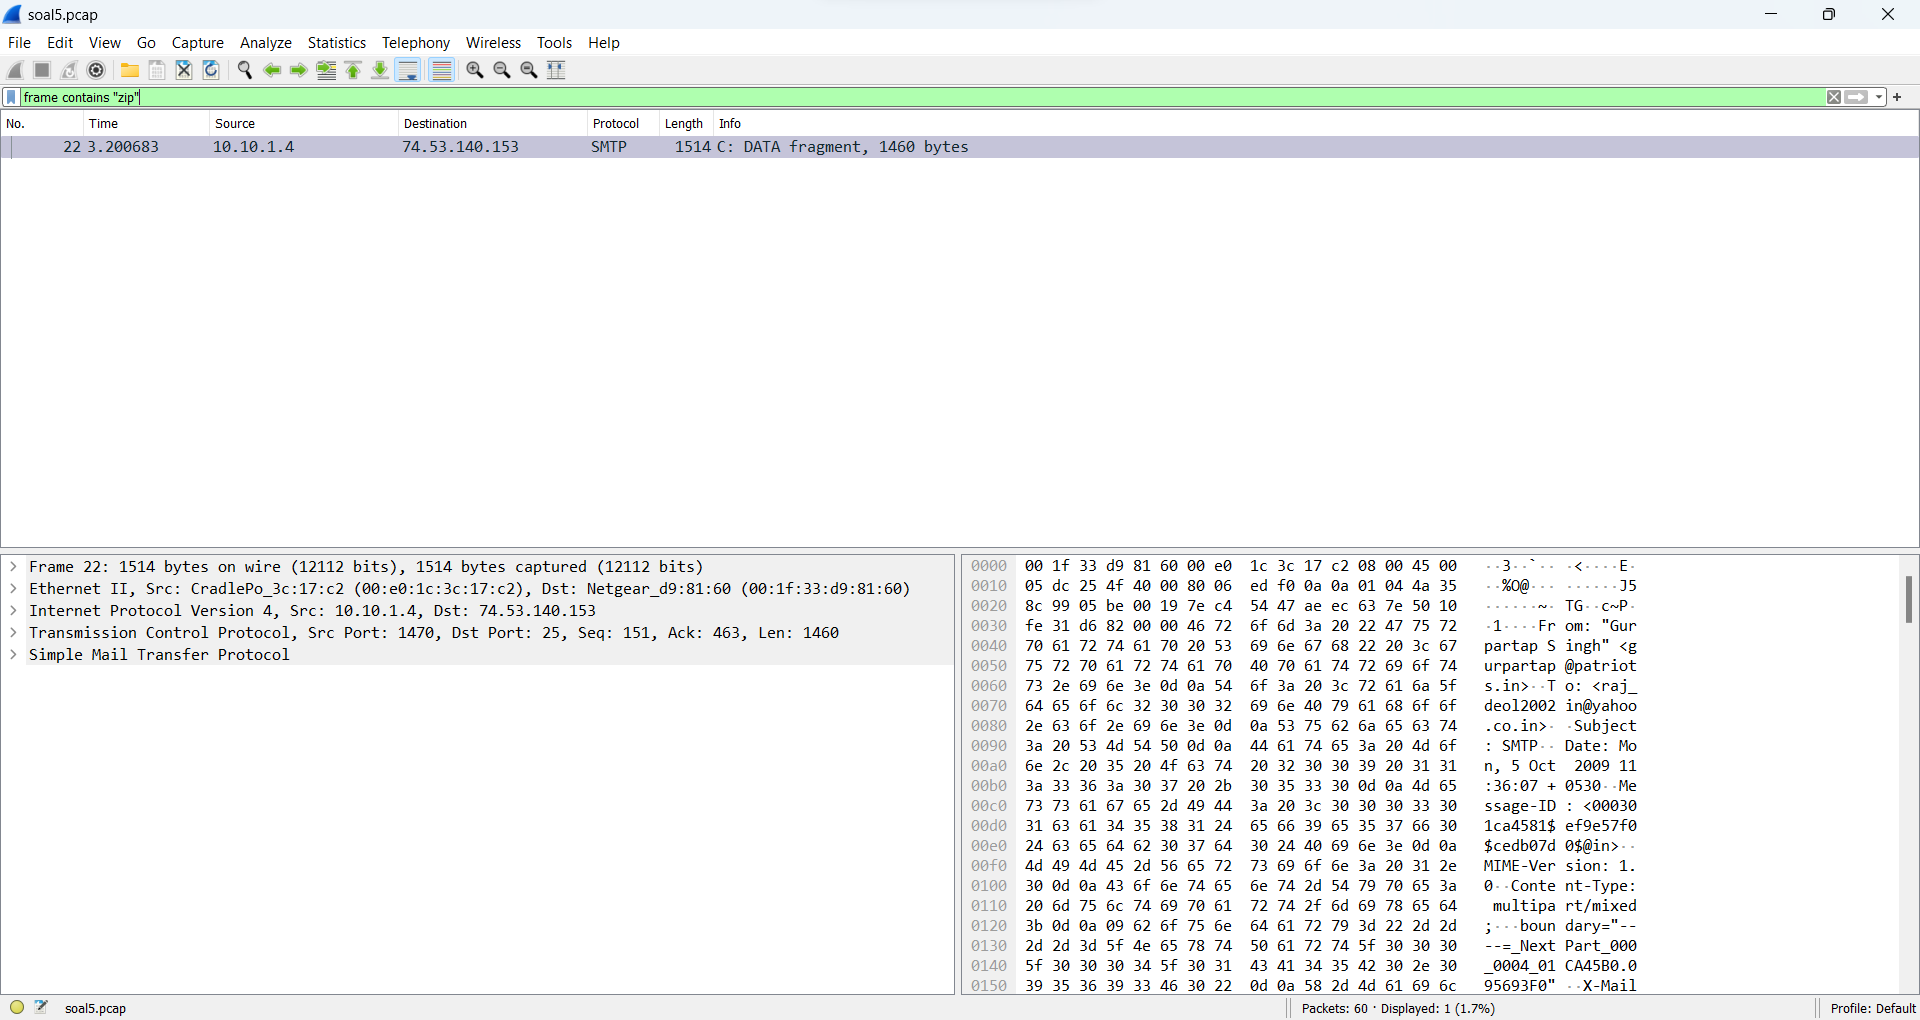 soal5.pcap
File Edit View Go Capture Analyze Statistics Telephony Wireless Tools Help
frame contains "zip"
No. Time Source Destination Protocol Length Info
22 3.200683 10.10.1.4 74.53.140.153 SMTP 1514 C: DATA fragment, 1460 bytes
Frame 22: 1514 bytes on wire (12112 bits), 1514 bytes captured (12112 bits)
Ethernet II, Src: CradlePo_3c:17:c2 (00:e0:1c:3c:17:c2), Dst: Netgear_d9:81:60 (00:1f:33:d9:81:60)
Internet Protocol Version 4, Src: 10.10.1.4, Dst: 74.53.140.153
Transmission Control Protocol, Src Port: 1470, Dst Port: 25, Seq: 151, Ack: 463, Len: 1460
Simple Mail Transfer Protocol
0000 00 1f 33 d9 81 60 00 e0 1c 3c 17 c2 08 00 45 00 ··3··`·· ·<····E·
0010 05 dc 25 4f 40 00 80 06 ed f0 0a 0a 01 04 4a 35 ··%O@··· ······J5
0020 8c 99 05 be 00 19 7e c4 54 47 ae ec 63 7e 50 10 ······~· TG··c~P·
0030 fe 31 d6 82 00 00 46 72 6f 6d 3a 20 22 47 75 72 ·1····Fr om: "Gur
0040 70 61 72 74 61 70 20 53 69 6e 67 68 22 20 3c 67 partap S ingh" <g
0050 75 72 70 61 72 74 61 70 40 70 61 74 72 69 6f 74 urpartap @patriot
0060 73 2e 69 6e 3e 0d 0a 54 6f 3a 20 3c 72 61 6a 5f s.in>··T o: <raj_
0070 64 65 6f 6c 32 30 30 32 69 6e 40 79 61 68 6f 6f deol2002 in@yahoo
0080 2e 63 6f 2e 69 6e 3e 0d 0a 53 75 62 6a 65 63 74 .co.in>· ·Subject
0090 3a 20 53 4d 54 50 0d 0a 44 61 74 65 3a 20 4d 6f : SMTP·· Date: Mo
00a0 6e 2c 20 35 20 4f 63 74 20 32 30 30 39 20 31 31 n, 5 Oct 2009 11
00b0 3a 33 36 3a 30 37 20 2b 30 35 33 30 0d 0a 4d 65 :36:07 + 0530··Me
00c0 73 73 61 67 65 2d 49 44 3a 20 3c 30 30 30 33 30 ssage-ID : <00030
00d0 31 63 61 34 35 38 31 24 65 66 39 65 35 37 66 30 1ca4581$ ef9e57f0
00e0 24 63 65 64 62 30 37 64 30 24 40 69 6e 3e 0d 0a $cedb07d 0$@in>··
00f0 4d 49 4d 45 2d 56 65 72 73 69 6f 6e 3a 20 31 2e MIME-Ver sion: 1.
0100 30 0d 0a 43 6f 6e 74 65 6e 74 2d 54 79 70 65 3a 0··Conte nt-Type:
0110 20 6d 75 6c 74 69 70 61 72 74 2f 6d 69 78 65 64 multipa rt/mixed
0120 3b 0d 0a 09 62 6f 75 6e 64 61 72 79 3d 22 2d 2d ;···boun dary="--
0130 2d 2d 3d 5f 4e 65 78 74 50 61 72 74 5f 30 30 30 --=_Next Part_000
0140 5f 30 30 30 34 5f 30 31 43 41 34 35 42 30 2e 30 _0004_01 CA45B0.0
0150 39 35 36 39 33 46 30 22 0d 0a 58 2d 4d 61 69 6c 95693F0" ··X-Mail
soal5.pcap Packets: 60 · Displayed: 1 (1.7%) Profile: Default